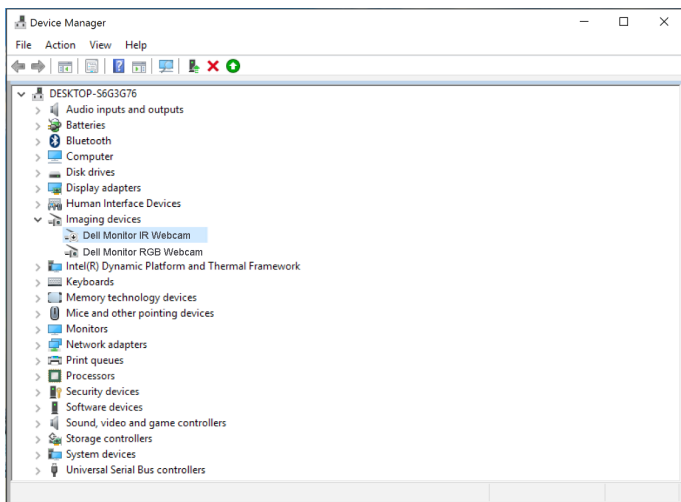 Device Manager
File Action View Help
DESKTOP-S6G3G76
Audio inputs and outputs
Batteries
Bluetooth
Computer
Disk drives
Display adapters
Human Interface Devices
Imaging devices
Dell Monitor IR Webcam
Dell Monitor RGB Webcam
Intel(R) Dynamic Platform and Thermal Framework
Keyboards
Memory technology devices
Mice and other pointing devices
Monitors
Network adapters
Print queues
Processors
Security devices
Software devices
Sound, video and game controllers
Storage controllers
System devices
Universal Serial Bus controllers